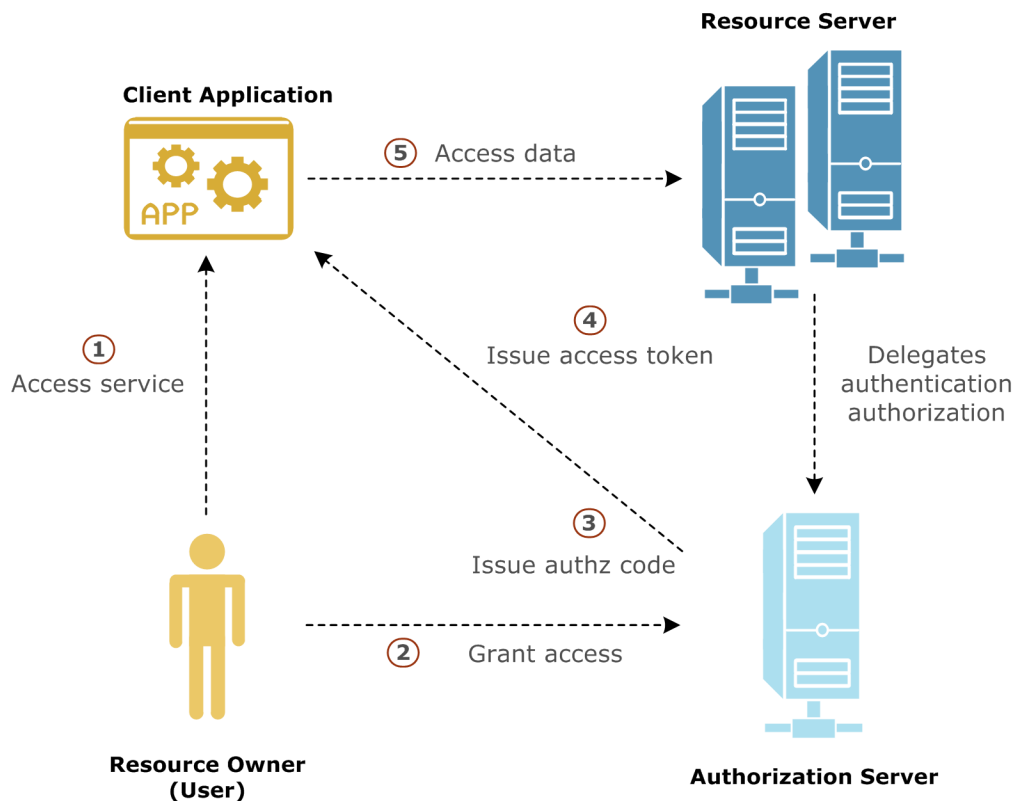 Resource Server
Client Application
APP
5 Access data
1
Access service
4
Issue access token
Delegates
authentication
authorization
3
Issue authz code
2 Grant access
Resource Owner
(User)
Authorization Server